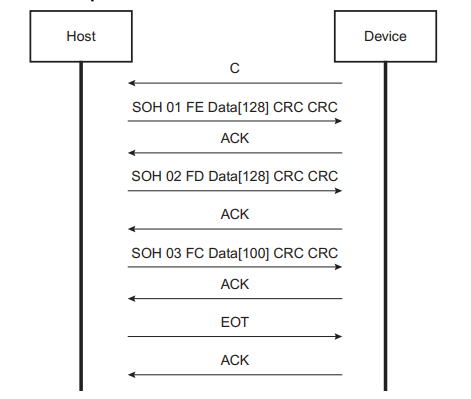 Host
Device
C
SOH 01 FE Data[128] CRC CRC
ACK
SOH 02 FD Data[128] CRC CRC
ACK
SOH 03 FC Data[100] CRC CRC
ACK
EOT
ACK